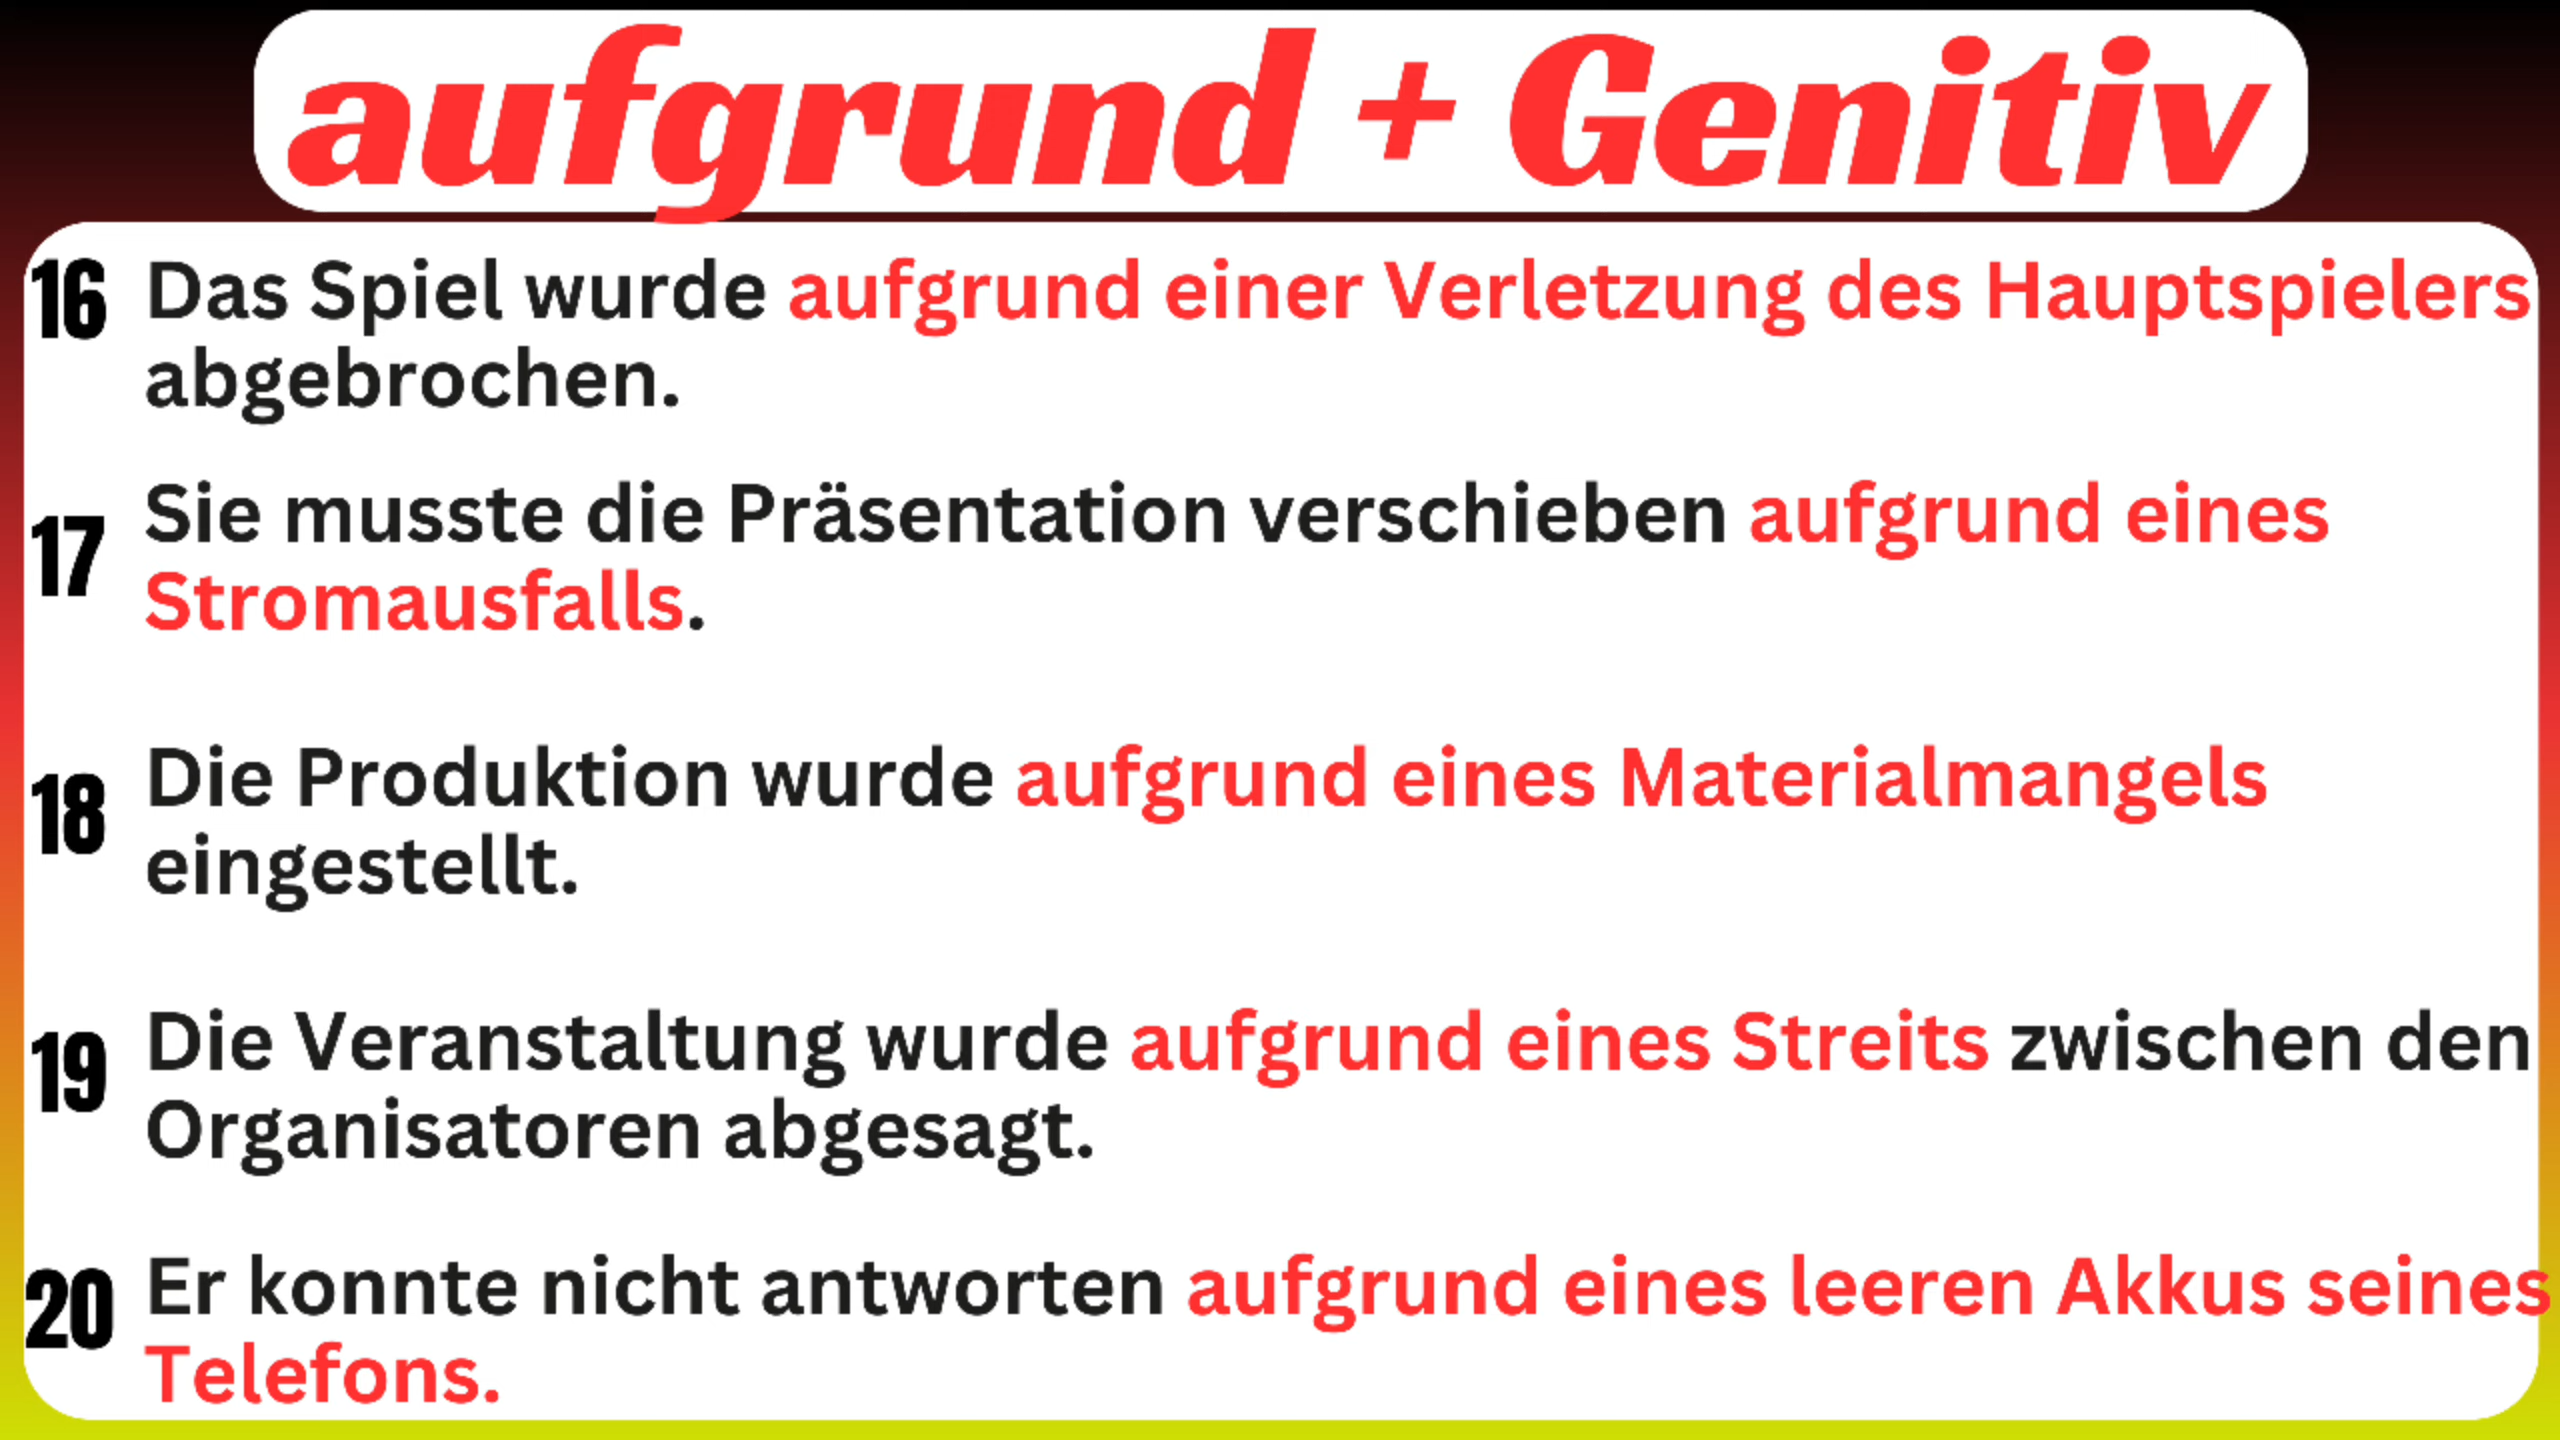 aufgrund + Genitiv
16 Das Spiel wurde aufgrund einer Verletzung des Hauptspielers
abgebrochen.
17 Sie musste die Präsentation verschieben aufgrund eines
Stromausfalls.
18 Die Produktion wurde aufgrund eines Materialmangels
eingestellt.
19 Die Veranstaltung wurde aufgrund eines Streits zwischen den
Organisatoren abgesagt.
20 Er konnte nicht antworten aufgrund eines leeren Akkus seines
Telefons.